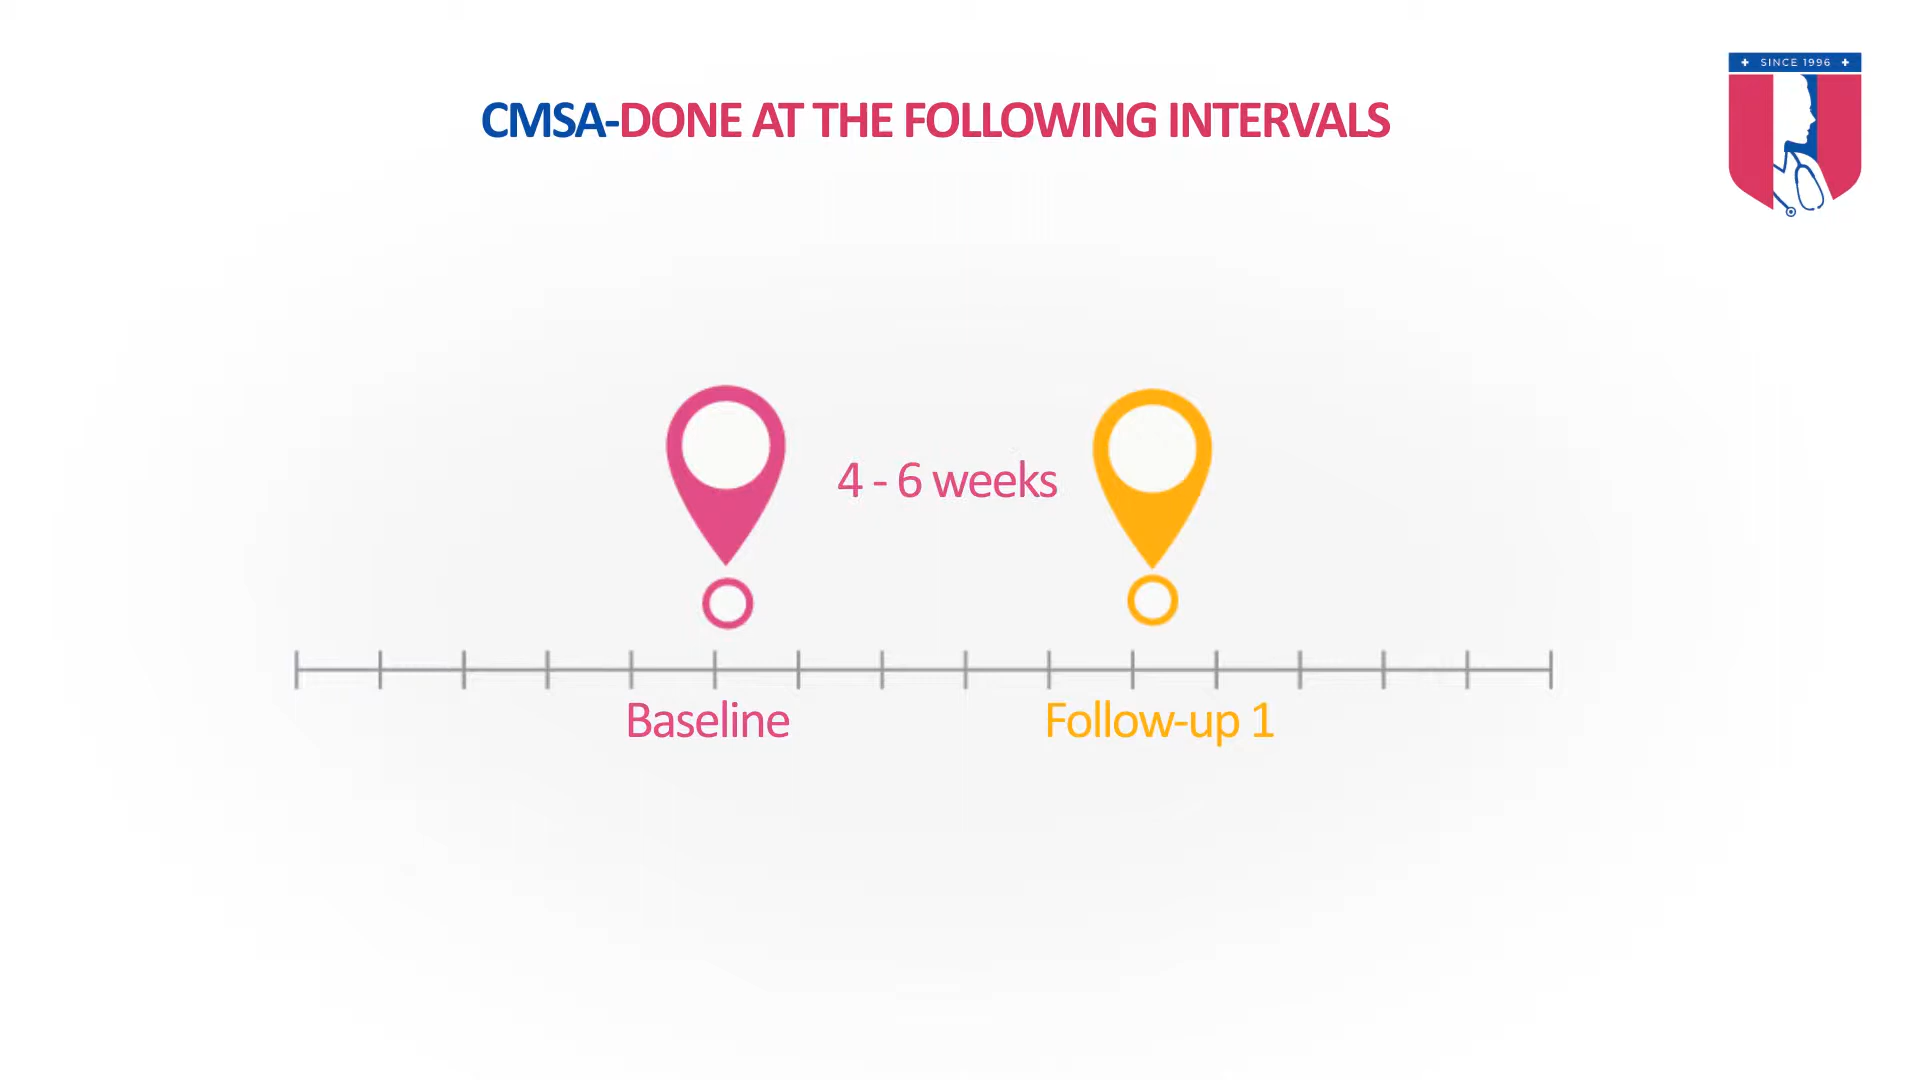 SINCE 1996
CMSA-DONE AT THE FOLLOWING INTERVALS
4 - 6 weeks
Baseline
Follow-up 1